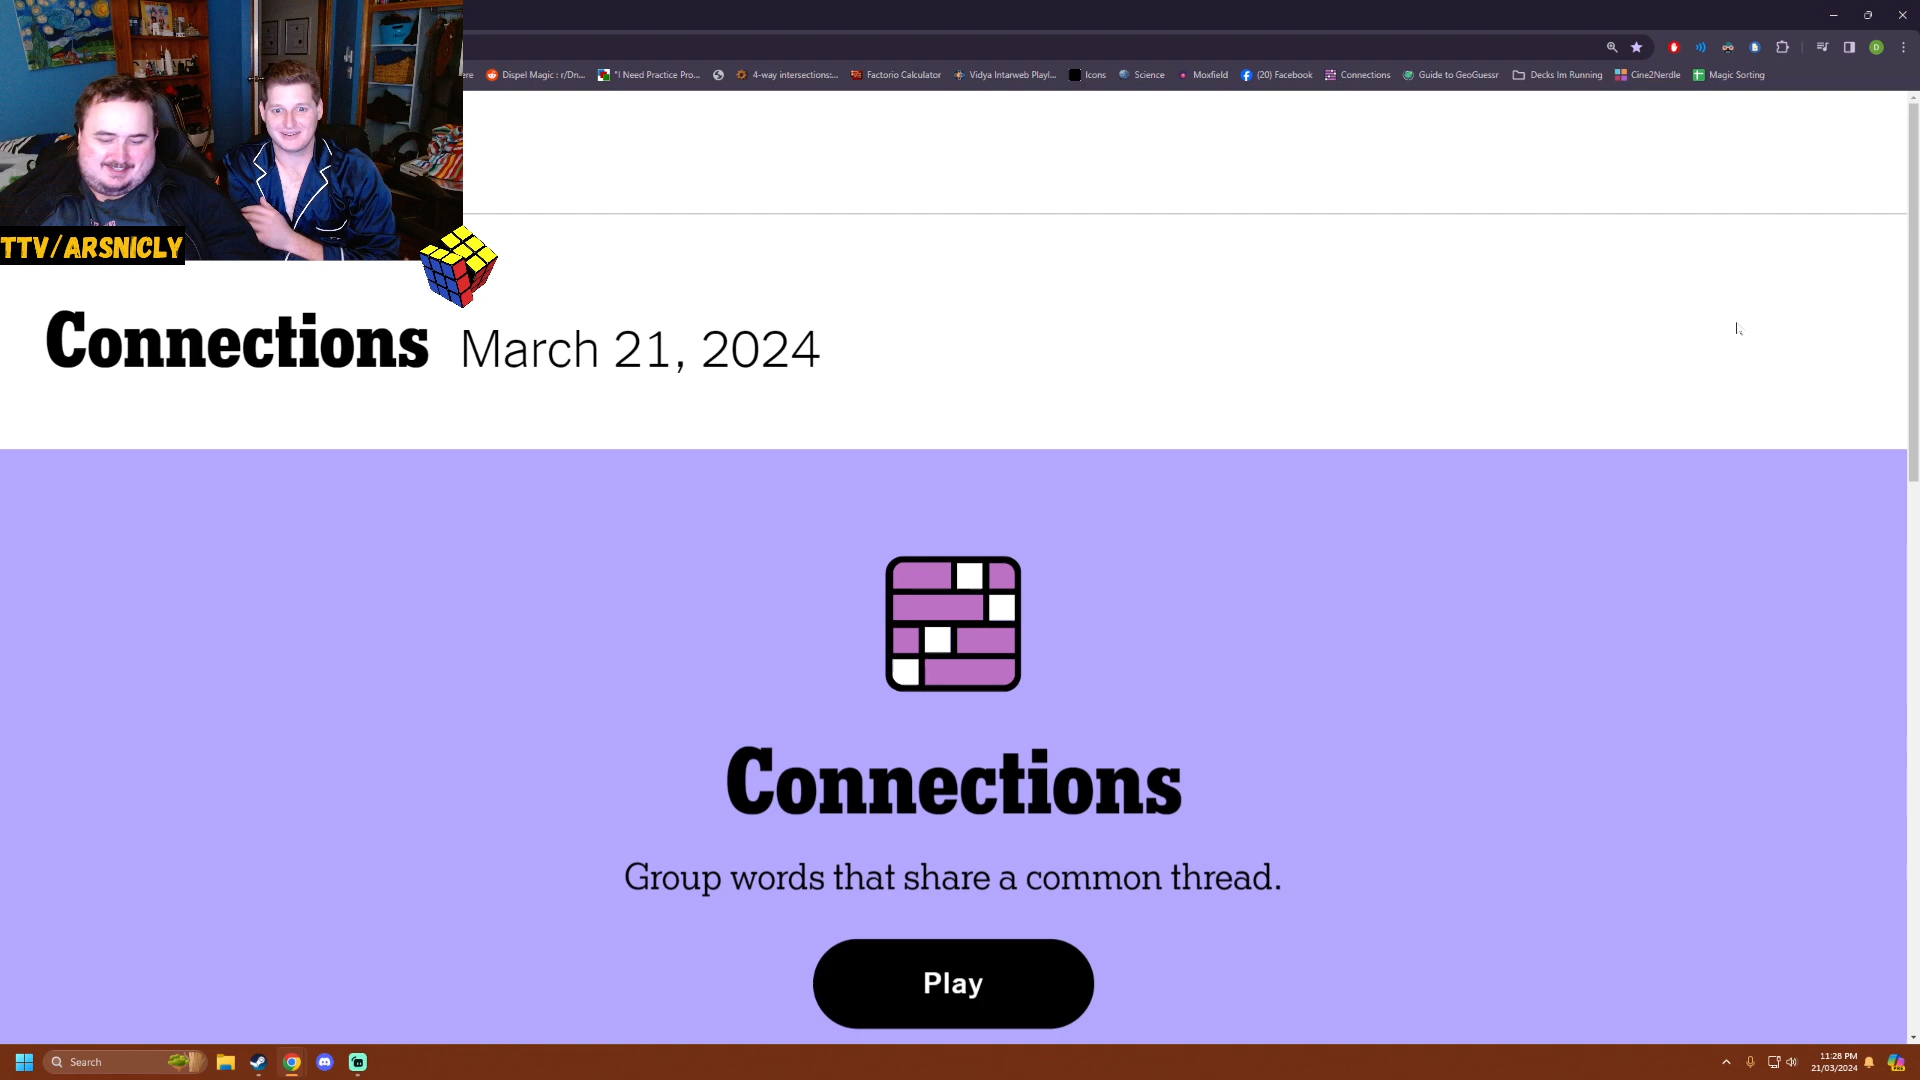 ere
Dispel Magic : r/Dn...
"I Need Practice Pro...
4-way intersections...
Factorio Calculator
Vidya Intarweb Playl...
Icons
Science
Moxfield
(20) Facebook
Connections
Guide to GeoGuessr
Decks Im Running
Cine2Nerdle
Magic Sorting
D
TTV/ARSNICLY
Connections March 21, 2024
Connections
Group words that share a common thread.
Play
Search
11:28 PM
21/03/2024